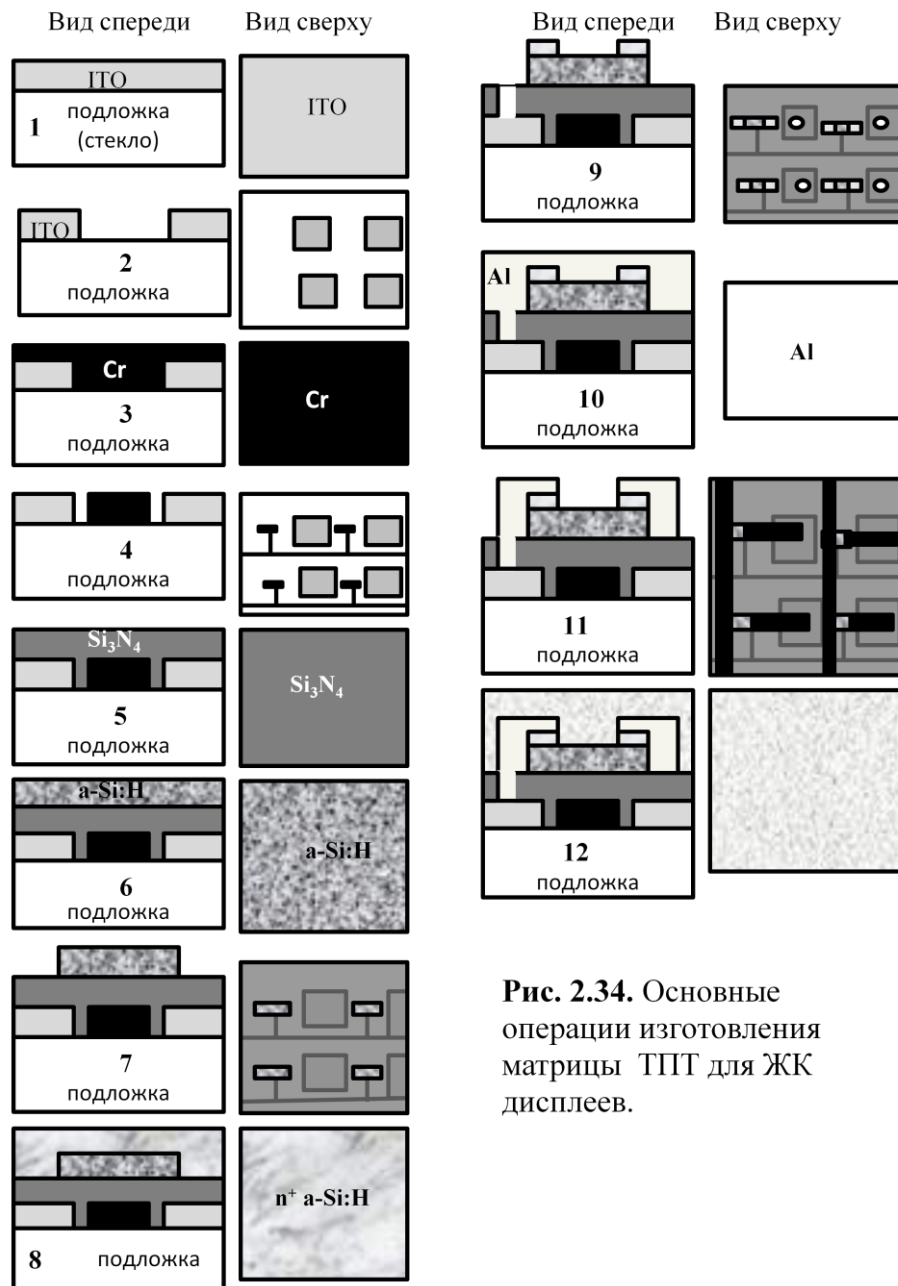 Вид спереди Вид сверху
ITO
подложка
1
(стекло)
ITO
ITO
2
подложка
Cr
3
подложка
Cr
4
подложка
Si₃N₄
5
подложка
Si₃N₄
a-Si:H
6
подложка
a-Si:H
7
подложка
8 подложка
n⁺ a-Si:H
Вид спереди Вид сверху
9
подложка
Al
10
подложка
Al
11
подложка
12
подложка
Рис. 2.34. Основные
операции изготовления
матрицы ТПТ для ЖК
дисплеев.